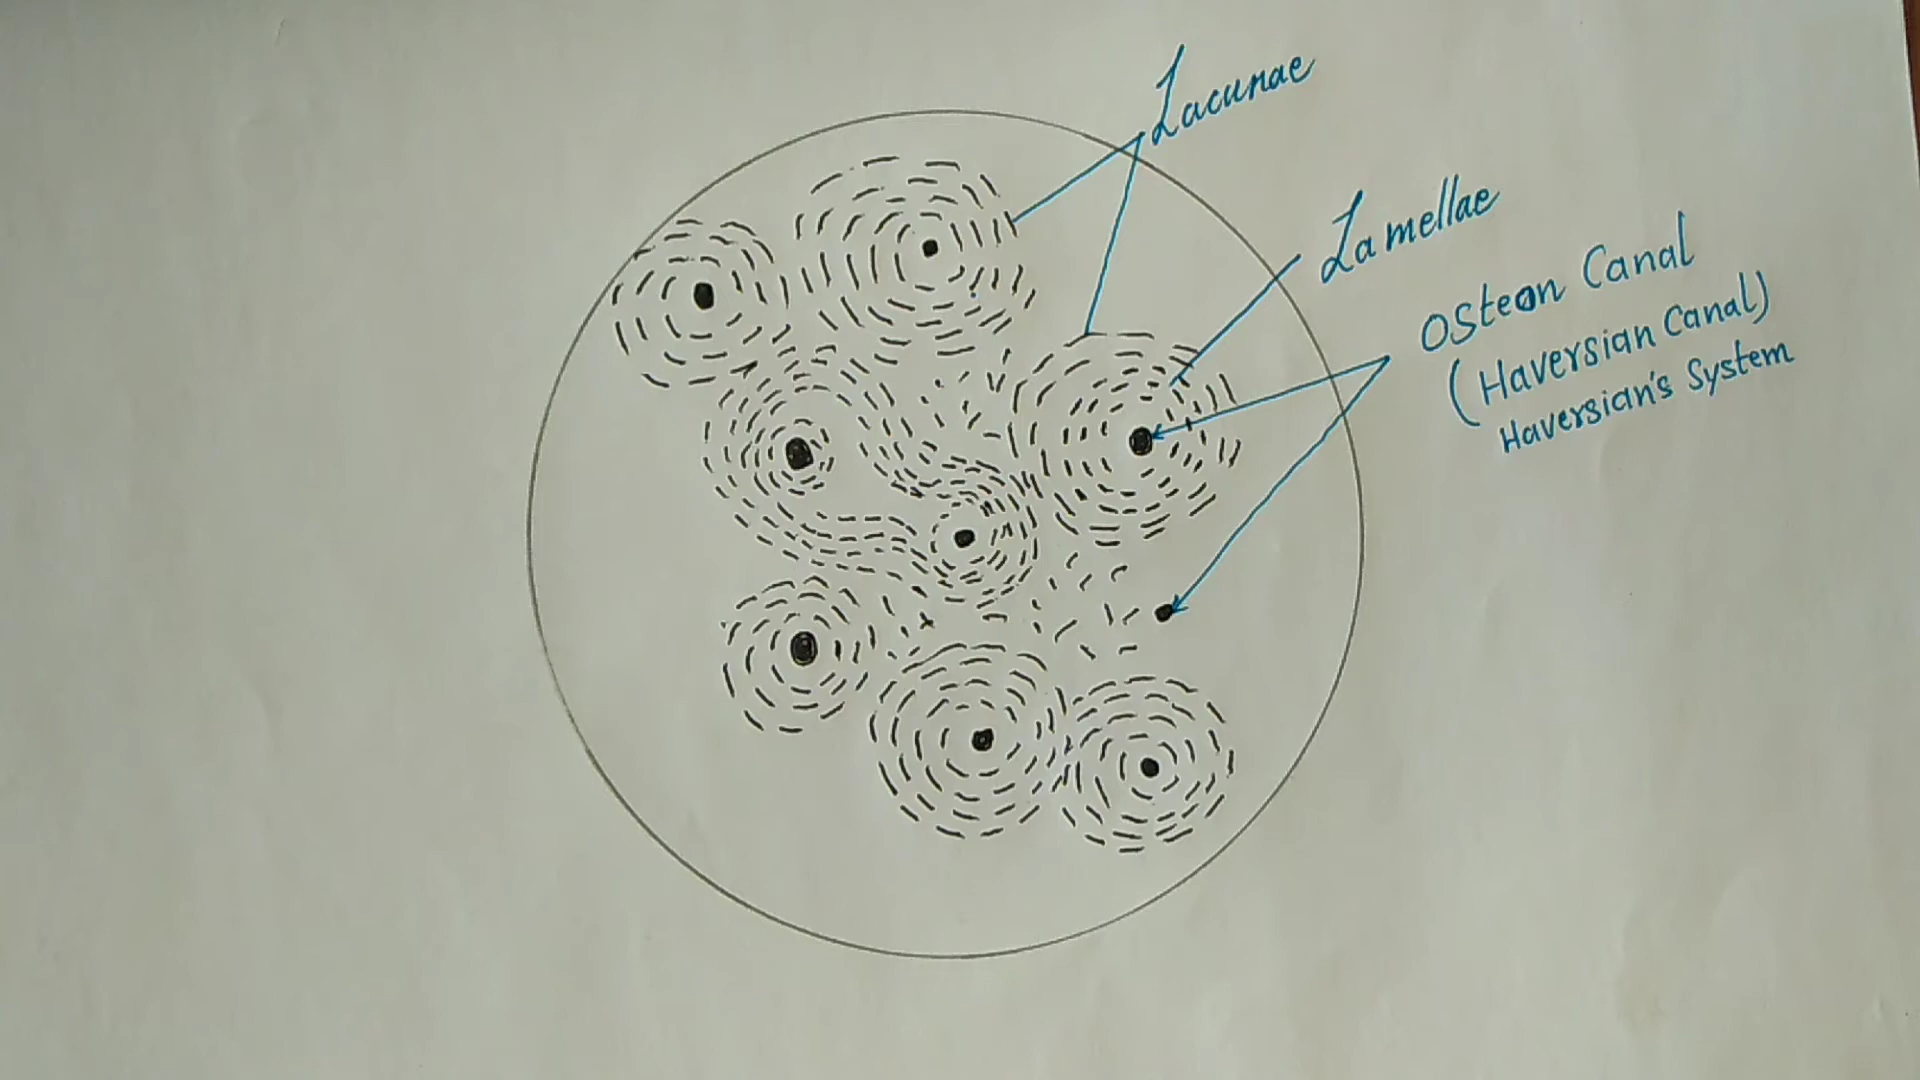 Lacunae
Lamellae
OSteon Canal
(Haversian Canal)
Haversian's System